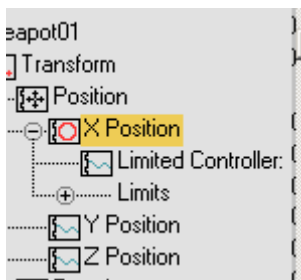 eapot01
Transform
Position
X Position
Limited Controller:
Limits
Y Position
Z Position